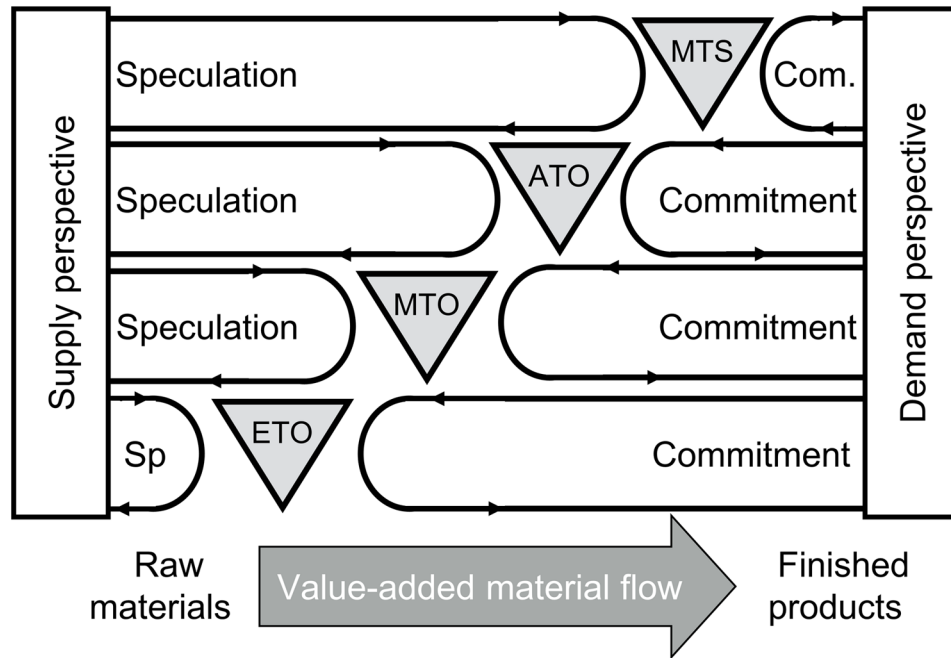 Supply perspective
Speculation
MTS
Com.
Speculation
ATO
Commitment
Speculation
MTO
Commitment
Sp
ETO
Commitment
Demand perspective
Raw
materials
Value-added material flow
Finished
products